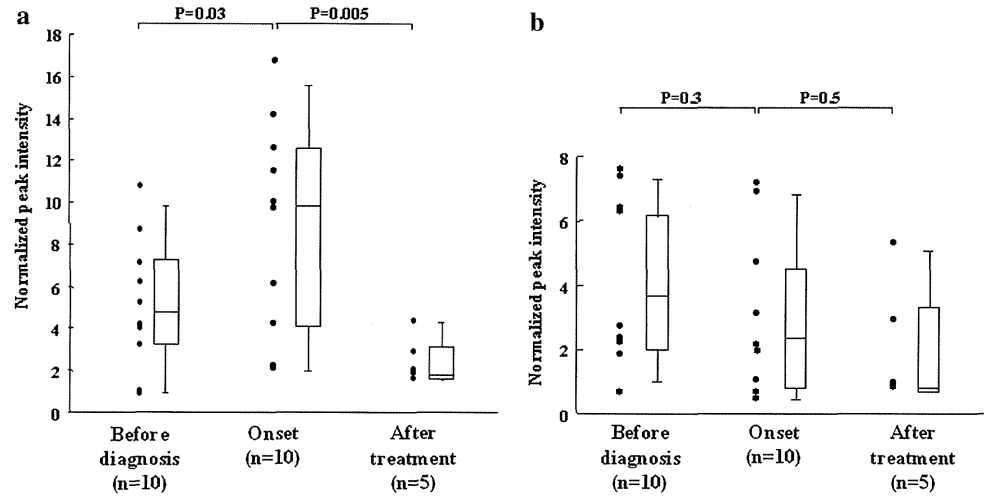 a
P=0.03
P=0.005
Normalized peak intensity
18
16
14
12
10
8
6
4
2
0
Before
diagnosis
(n=10)
Onset
(n=10)
After
treatment
(n=5)
b
P=0.3
P=0.5
Normalized peak intensity
8
6
4
2
0
Before
diagnosis
(n=10)
Onset
(n=10)
After
treatment
(n=5)